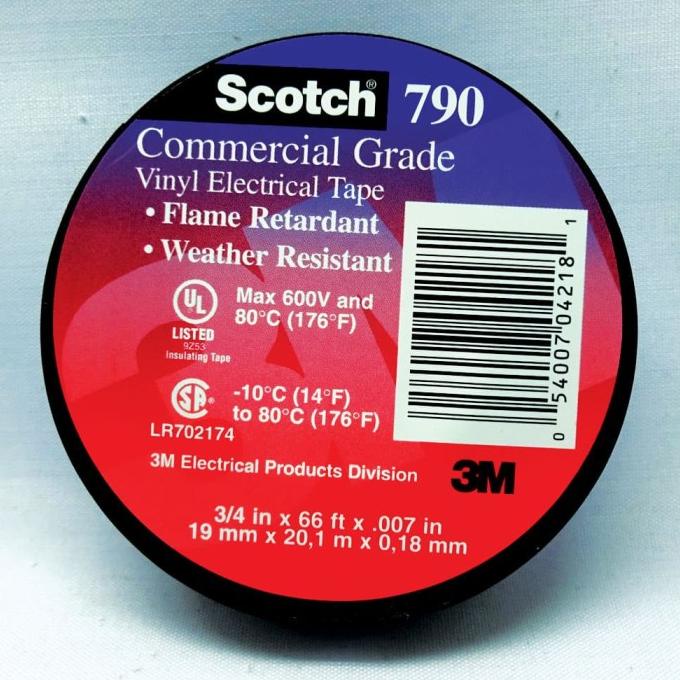 Scotch® 790
Commercial Grade
Vinyl Electrical Tape
• Flame Retardant
• Weather Resistant
UL
LISTED
9Z53
Insulating Tape
Max 600V and
80°C (176°F)
SA®
LR702174
-10°C (14°F)
to 80°C (176°F)
3M Electrical Products Division
3M
3/4 in x 66 ft x .007 in
19 mm x 20,1 m x 0,18 mm
0 54007 04218 1